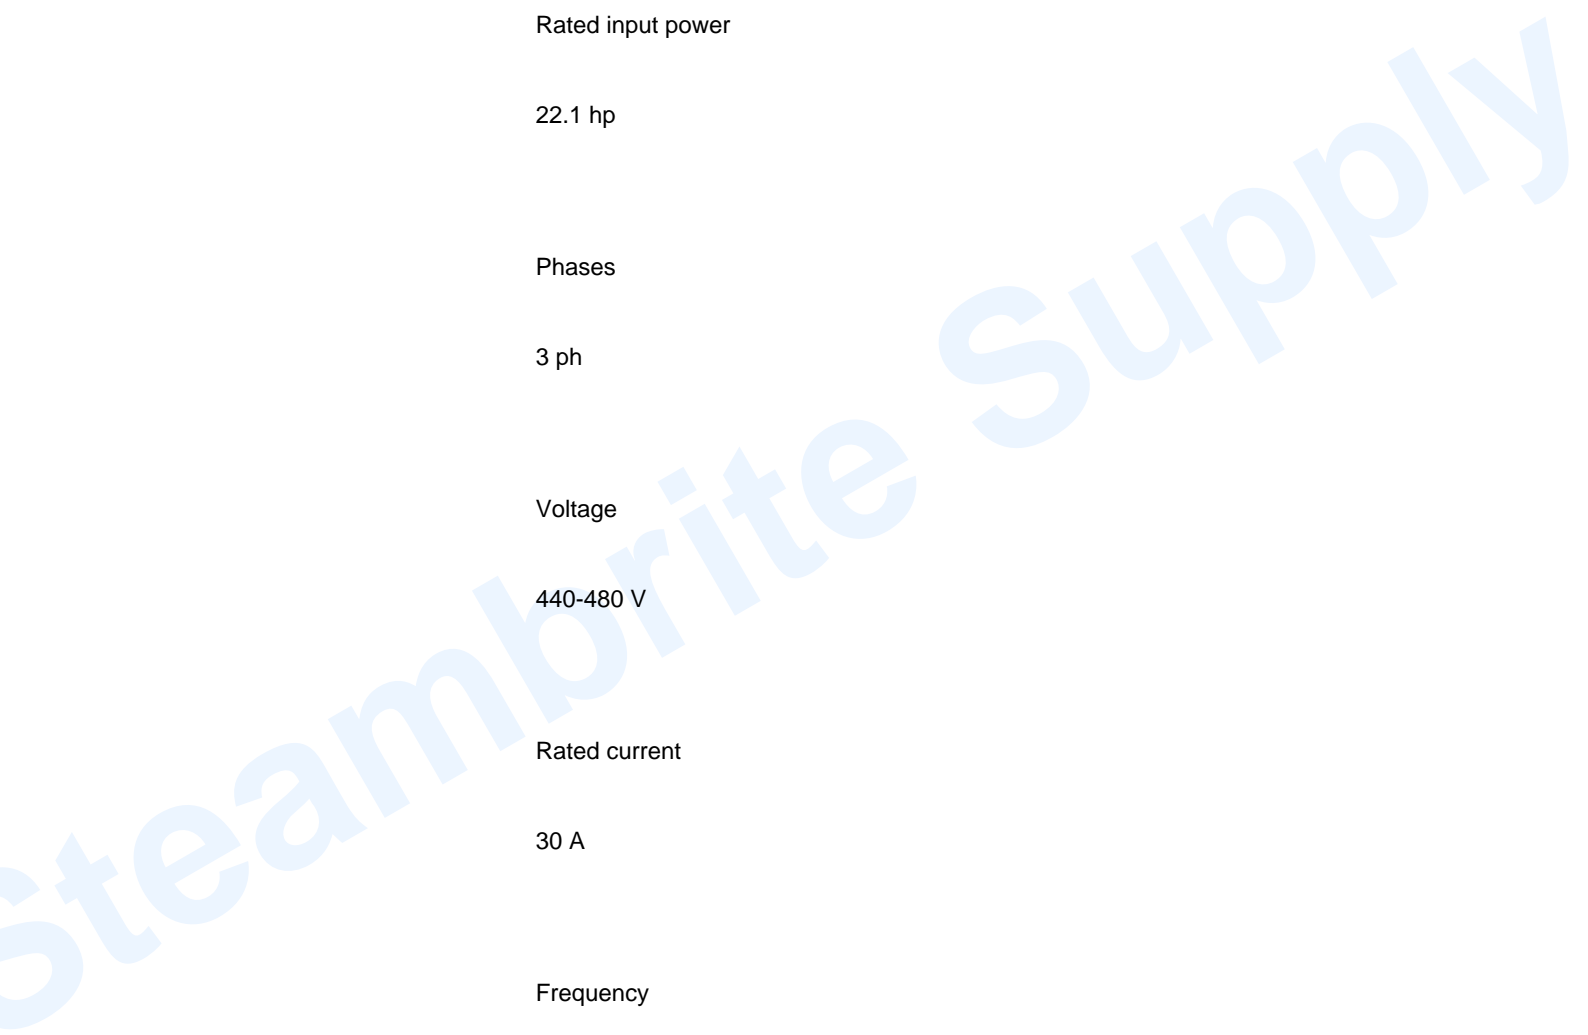 Rated input power
22.1 hp
Phases
3 ph
Voltage
440-480 V
Rated current
30 A
Frequency
Steambrite Supply